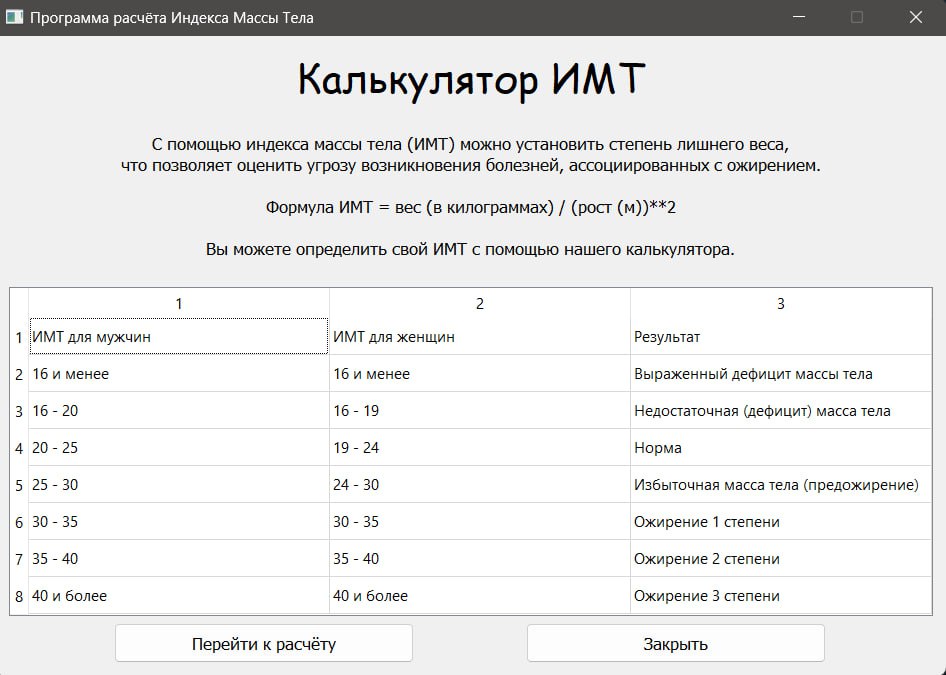 Программа расчёта Индекса Массы Тела
Калькулятор ИМТ
С помощью индекса массы тела (ИМТ) можно установить степень лишнего веса,
что позволяет оценить угрозу возникновения болезней, ассоциированных с ожирением.
Формула ИМТ = вес (в килограммах) / (рост (м))**2
Вы можете определить свой ИМТ с помощью нашего калькулятора.
1 2 3
1 ИМТ для мужчин ИМТ для женщин Результат
2 16 и менее 16 и менее Выраженный дефицит массы тела
3 16 - 20 16 - 19 Недостаточная (дефицит) масса тела
4 20 - 25 19 - 24 Норма
5 25 - 30 24 - 30 Избыточная масса тела (предожирение)
6 30 - 35 30 - 35 Ожирение 1 степени
7 35 - 40 35 - 40 Ожирение 2 степени
8 40 и более 40 и более Ожирение 3 степени
Перейти к расчёту Закрыть